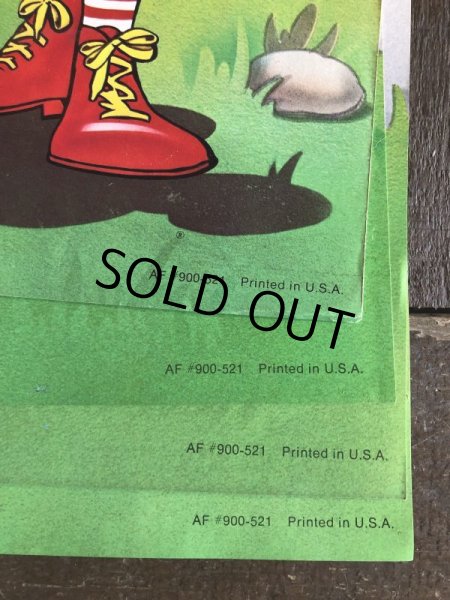 ®
AF #900-521 Printed in U.S.A.
SOLD OUT
AF #900-521 Printed in U.S.A.
AF #900-521 Printed in U.S.A.
AF #900-521 Printed in U.S.A.